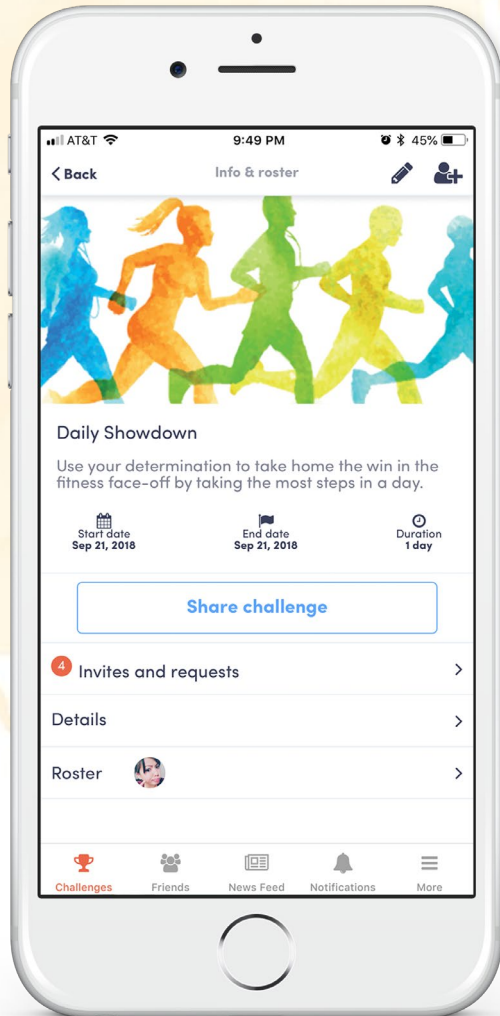 AT&T 9:49 PM 45%
Back Info & roster
Daily Showdown
Use your determination to take home the win in the
fitness face-off by taking the most steps in a day.
Start date End date Duration
Sep 21, 2018 Sep 21, 2018 1 day
Share challenge
4 Invites and requests
Details
Roster
Challenges Friends News Feed Notifications More